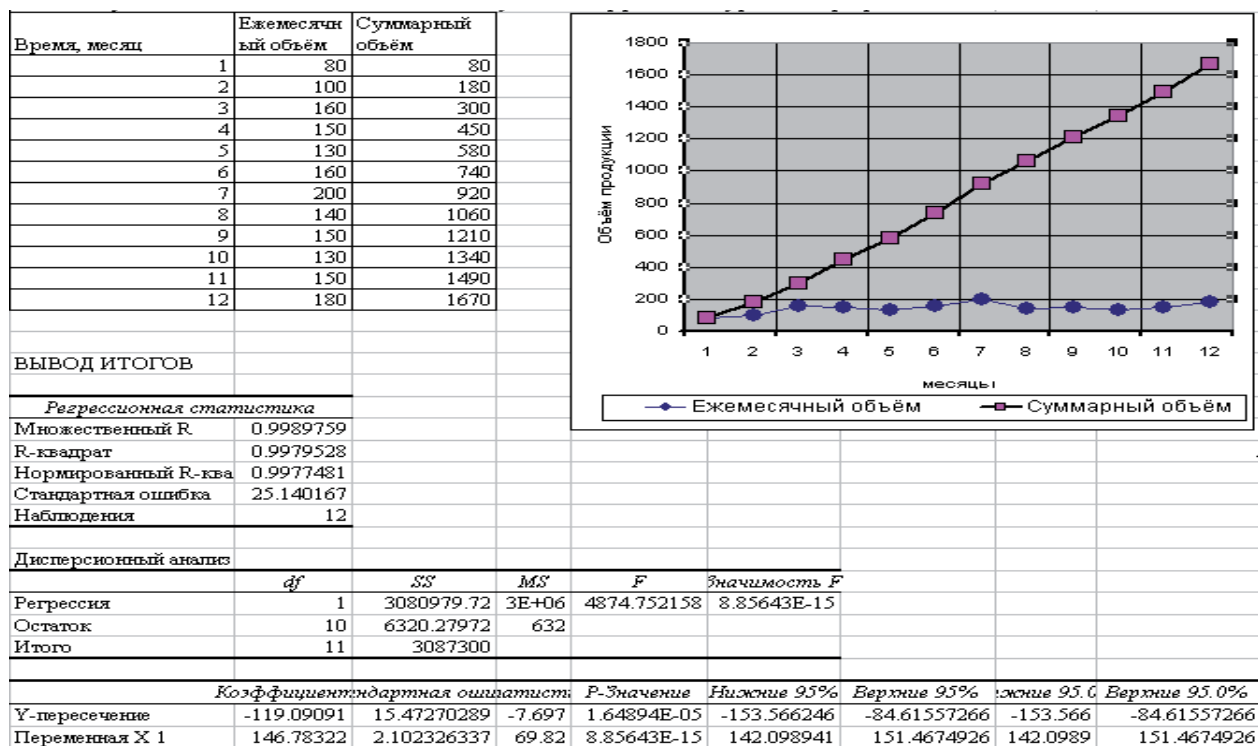 Время, месяц Ежемесячн ый объём Суммарный объём
1 80 80
2 100 180
3 160 300
4 150 450
5 130 580
6 160 740
7 200 920
8 140 1060
9 150 1210
10 130 1340
11 150 1490
12 180 1670
1800
1600
1400
1200
1000
800
600
400
200
0
Объём продукции
1 2 3 4 5 6 7 8 9 10 11 12
месяцы
Ежемесячный объём Суммарный объём
ВЫВОД ИТОГОВ
Регрессионная статистика
Множественный R 0.9989759
R-квадрат 0.9979528
Нормированный R-ква 0.9977481
Стандартная ошибка 25.140167
Наблюдения 12
Дисперсионный анализ
df SS MS F Значимость F
Регрессия 1 3080979.72 3E+06 4874.752158 8.85643E-15
Остаток 10 6320.27972 632
Итого 11 3087300
Коэффициент ндартная оши татист P-Значение Нижние 95% Верхние 95% жние 95.0 Верхние 95.0%
Y-пересечение -119.09091 15.47270289 -7.697 1.64894E-05 -153.566246 -84.61557266 -153.566 -84.61557266
Переменная X 1 146.78322 2.102326337 69.82 8.85643E-15 142.098941 151.4674926 142.0989 151.4674926